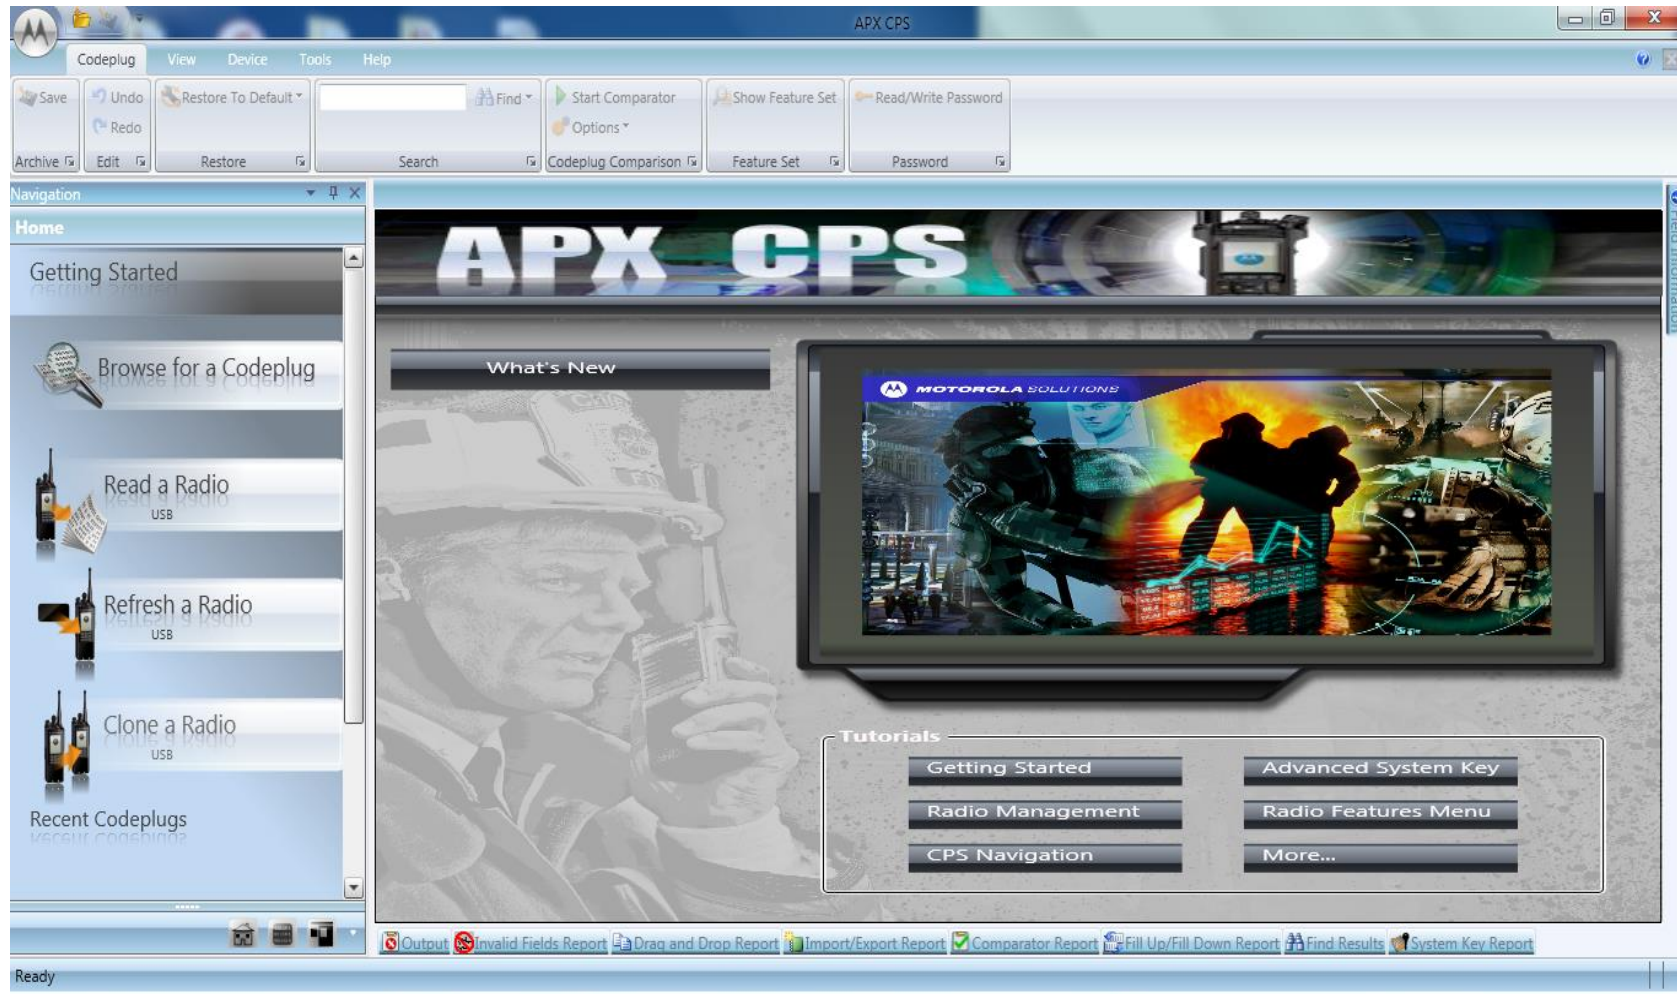 APX CPS
Codeplug View Device Tools Help
Save Undo Restore To Default Find Start Comparator Show Feature Set Read/Write Password
Redo Options
Archive Edit Restore Search Codeplug Comparison Feature Set Password
Navigation
Home
Getting Started
Browse for a Codeplug
Read a Radio
USB
Refresh a Radio
USB
Clone a Radio
USB
Recent Codeplugs
APX CPS
What's New
MOTOROLA SOLUTIONS
Tutorials
Getting Started Advanced System Key
Radio Management Radio Features Menu
CPS Navigation More...
Field Information
Output Invalid Fields Report Drag and Drop Report Import/Export Report Comparator Report Fill Up/Fill Down Report Find Results System Key Report
Ready